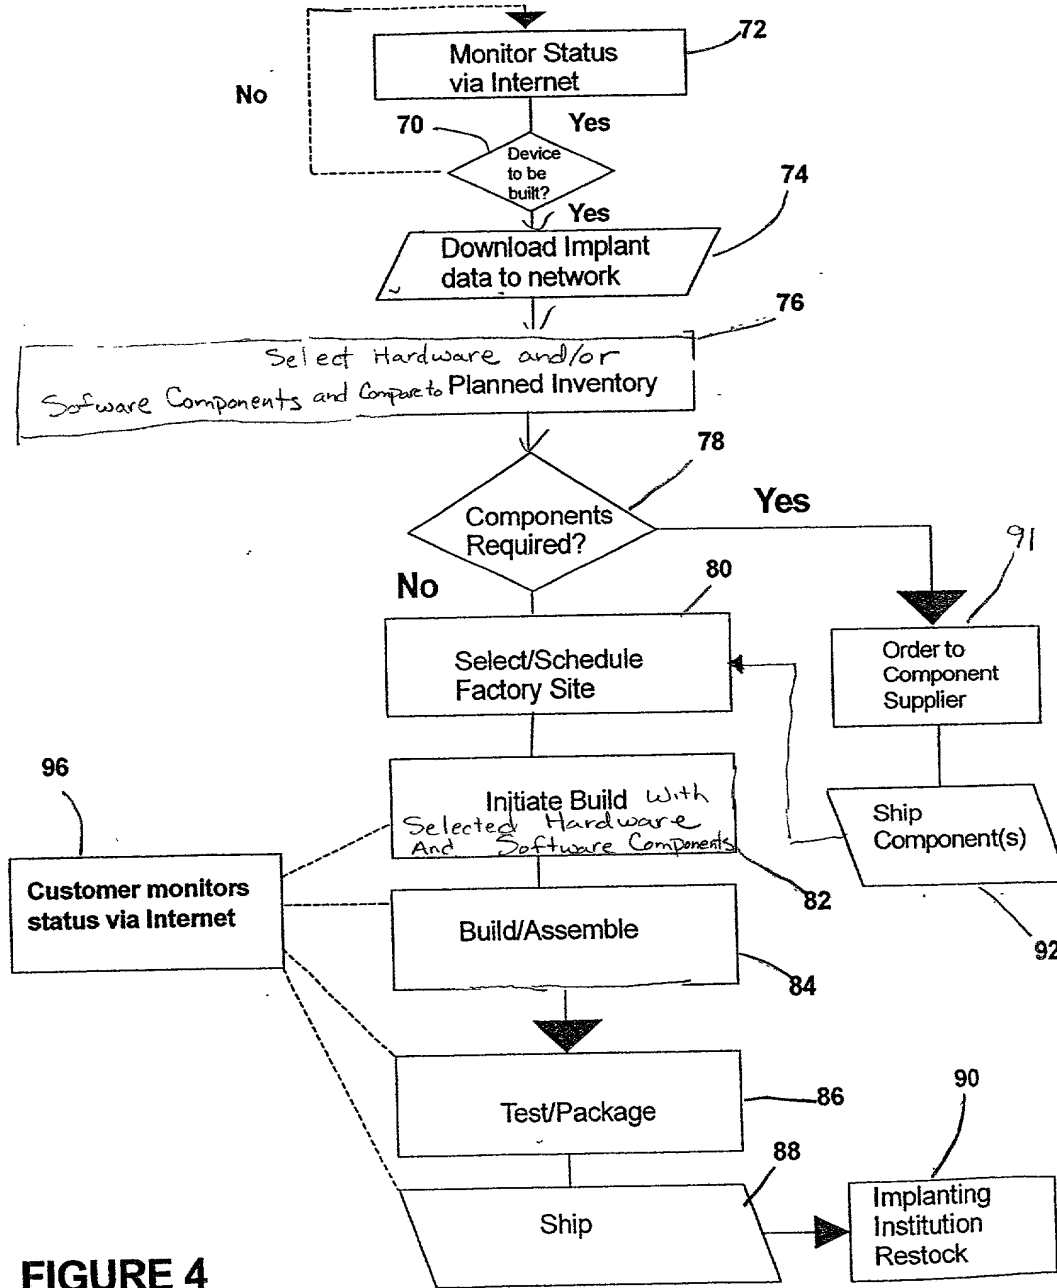 72
Monitor Status
via Internet
No
70
Yes
Device
to be
built?
74
Yes
Download Implant
data to network
76
Select Hardware and/or
Sofware Components and Compare to Planned Inventory
78
Yes
Components
Required?
91
No
80
Select/Schedule
Factory Site
Order to
Component
Supplier
96
Initiate Build With
Selected Hardware
And Software Components
Ship
Component(s)
82
Customer monitors
status via Internet
Build/Assemble
92
84
Test/Package
86
90
88
Ship
Implanting
Institution
Restock
FIGURE 4